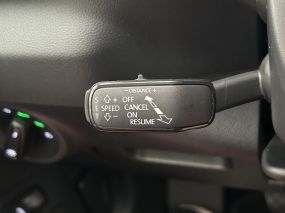 − DISTANCE +
S ⇧ + OFF
E SPEED CANCEL
T ⇩ − ON
RESUME